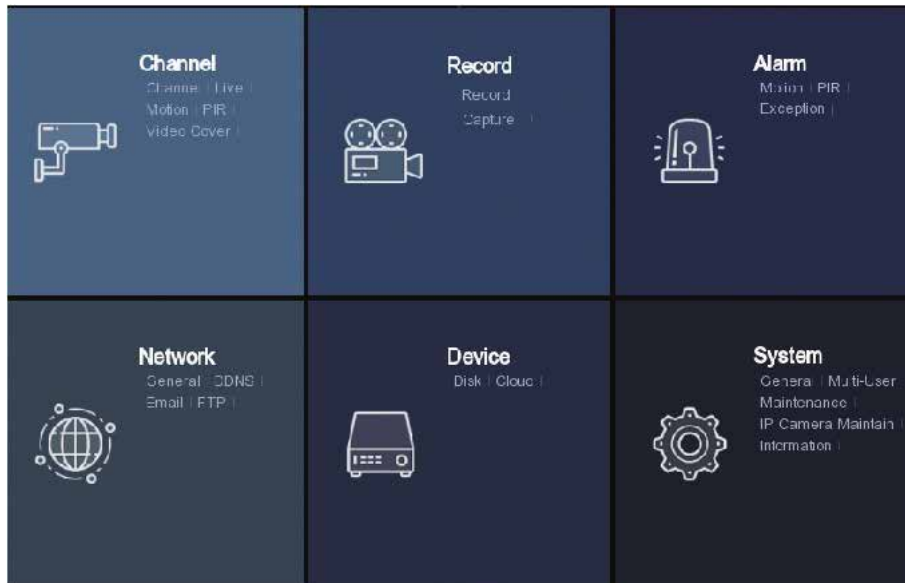 Channel
Channel | Live |
Motion | PIR |
Video Cover |
Record
Record
Capture |
Alarm
Motion | PIR |
Exception |
Network
General | DDNS |
Email | FTP |
Device
Disk | Cloud |
System
General | Multi-User
Maintenance |
IP Camera Maintain |
Information |